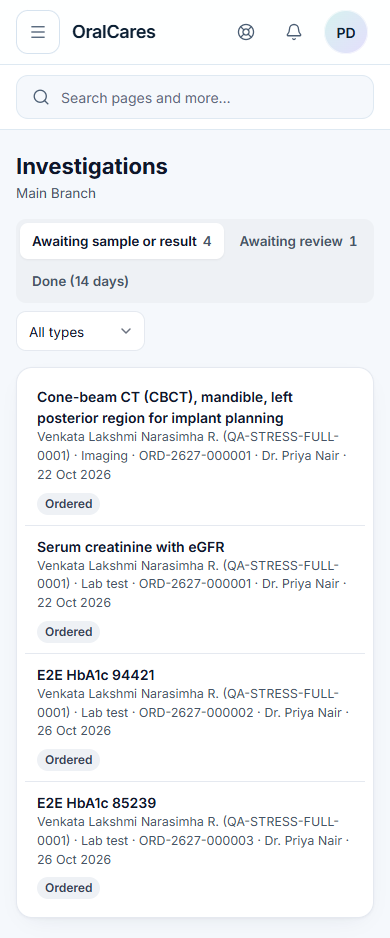 OralCares
PD
Search pages and more...
Investigations
Main Branch
Awaiting sample or result 4
Awaiting review 1
Done (14 days)
All types
Cone-beam CT (CBCT), mandible, left
posterior region for implant planning
Venkata Lakshmi Narasimha R. (QA-STRESS-FULL-
0001) · Imaging · ORD-2627-000001 · Dr. Priya Nair ·
22 Oct 2026
Ordered
Serum creatinine with eGFR
Venkata Lakshmi Narasimha R. (QA-STRESS-FULL-
0001) · Lab test · ORD-2627-000001 · Dr. Priya Nair ·
22 Oct 2026
Ordered
E2E HbA1c 94421
Venkata Lakshmi Narasimha R. (QA-STRESS-FULL-
0001) · Lab test · ORD-2627-000002 · Dr. Priya Nair ·
26 Oct 2026
Ordered
E2E HbA1c 85239
Venkata Lakshmi Narasimha R. (QA-STRESS-FULL-
0001) · Lab test · ORD-2627-000003 · Dr. Priya Nair ·
26 Oct 2026
Ordered